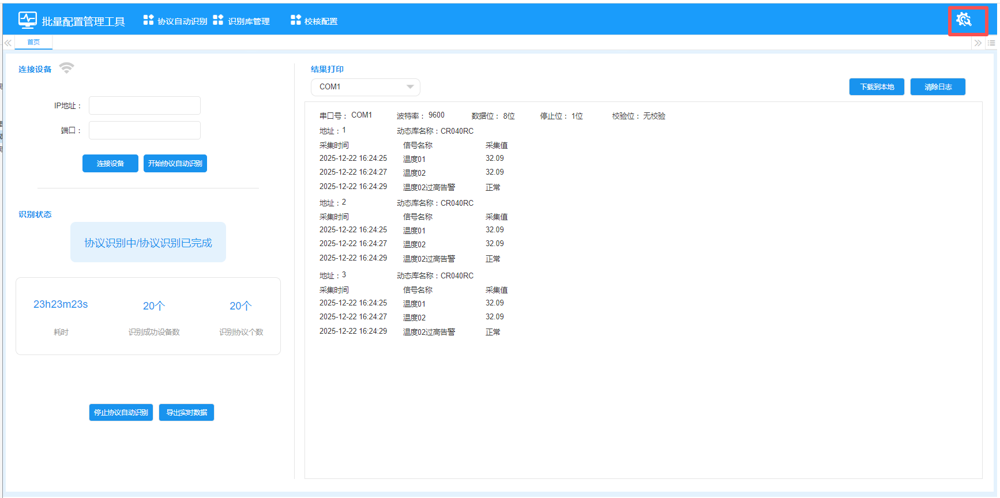 批量配置管理工具 协议自动识别 识别库管理 校核配置
首页
连接设备
IP地址：
端口：
连接设备 开始协议自动识别
识别状态
协议识别中/协议识别已完成
23h23m23s 20个 20个
耗时 识别成功设备数 识别协议个数
停止协议自动识别 导出实时数据
结果打印
COM1 下载到本地 清除日志
串口号： COM1 波特率： 9600 数据位： 8位 停止位： 1位 校验位： 无校验
地址：1 动态库名称：CR040RC
采集时间 信号名称 采集值
2025-12-22 16:24:25 温度01 32.09
2025-12-22 16:24:27 温度02 32.09
2025-12-22 16:24:29 温度02过高告警 正常
地址：2 动态库名称：CR040RC
采集时间 信号名称 采集值
2025-12-22 16:24:25 温度01 32.09
2025-12-22 16:24:27 温度02 32.09
2025-12-22 16:24:29 温度02过高告警 正常
地址：3 动态库名称：CR040RC
采集时间 信号名称 采集值
2025-12-22 16:24:25 温度01 32.09
2025-12-22 16:24:27 温度02 32.09
2025-12-22 16:24:29 温度02过高告警 正常